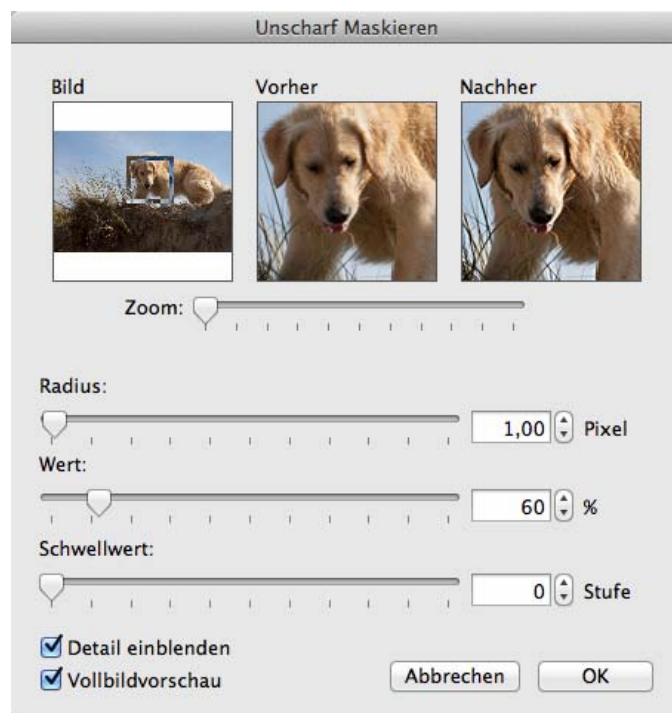 Unscharf Maskieren
Bild
Vorher
Nachher
Zoom:
Radius:
1,00 Pixel
Wert:
60 %
Schwellwert:
0 Stufe
Detail einblenden
Vollbildvorschau
Abbrechen
OK